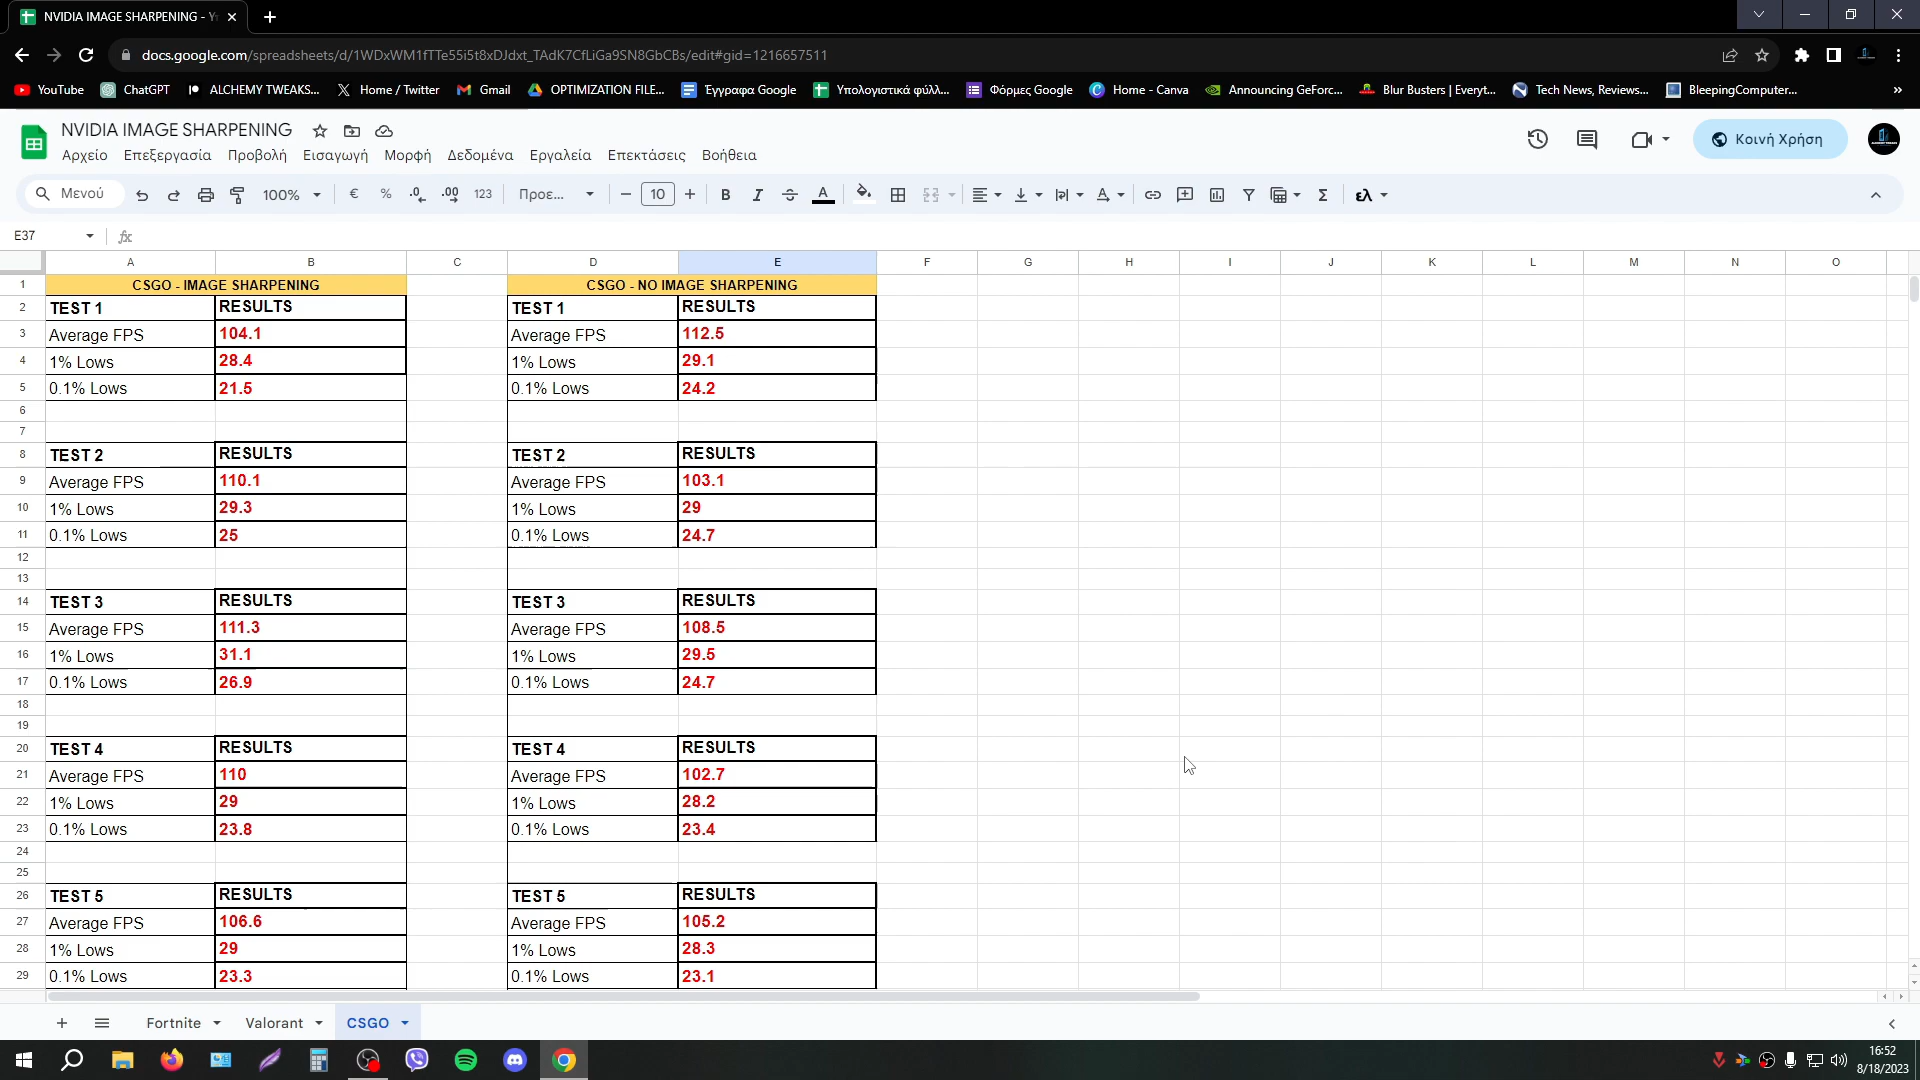 NVIDIA IMAGE SHARPENING - Υπ
docs.google.com/spreadsheets/d/1WDxWM1fTTe55i5t8xDJdxt_TAdK7CfLiGa9SN8GbCBs/edit#gid=1216657511
YouTube ChatGPT ALCHEMY TWEAKS... Home / Twitter Gmail OPTIMIZATION FILE... Έγγραφα Google Υπολογιστικά φύλλ... Φόρμες Google Home - Canva Announcing GeForc... Blur Busters | Everyt... Tech News, Reviews... BleepingComputer...
NVIDIA IMAGE SHARPENING
Αρχείο Επεξεργασία Προβολή Εισαγωγή Μορφή Δεδομένα Εργαλεία Επεκτάσεις Βοήθεια
Κοινή Χρήση
Μενού 100% € % .0 .00 123 Προε... − 10 + B I A Σ ελ
E37 fx
A B C D E F G H I J K L M N O
1 CSGO - IMAGE SHARPENING CSGO - NO IMAGE SHARPENING
2 TEST 1 RESULTS TEST 1 RESULTS
3 Average FPS 104.1 Average FPS 112.5
4 1% Lows 28.4 1% Lows 29.1
5 0.1% Lows 21.5 0.1% Lows 24.2
6
7
8 TEST 2 RESULTS TEST 2 RESULTS
9 Average FPS 110.1 Average FPS 103.1
10 1% Lows 29.3 1% Lows 29
11 0.1% Lows 25 0.1% Lows 24.7
12
13
14 TEST 3 RESULTS TEST 3 RESULTS
15 Average FPS 111.3 Average FPS 108.5
16 1% Lows 31.1 1% Lows 29.5
17 0.1% Lows 26.9 0.1% Lows 24.7
18
19
20 TEST 4 RESULTS TEST 4 RESULTS
21 Average FPS 110 Average FPS 102.7
22 1% Lows 29 1% Lows 28.2
23 0.1% Lows 23.8 0.1% Lows 23.4
24
25
26 TEST 5 RESULTS TEST 5 RESULTS
27 Average FPS 106.6 Average FPS 105.2
28 1% Lows 29 1% Lows 28.3
29 0.1% Lows 23.3 0.1% Lows 23.1
Fortnite Valorant CSGO
16:52
8/18/2023